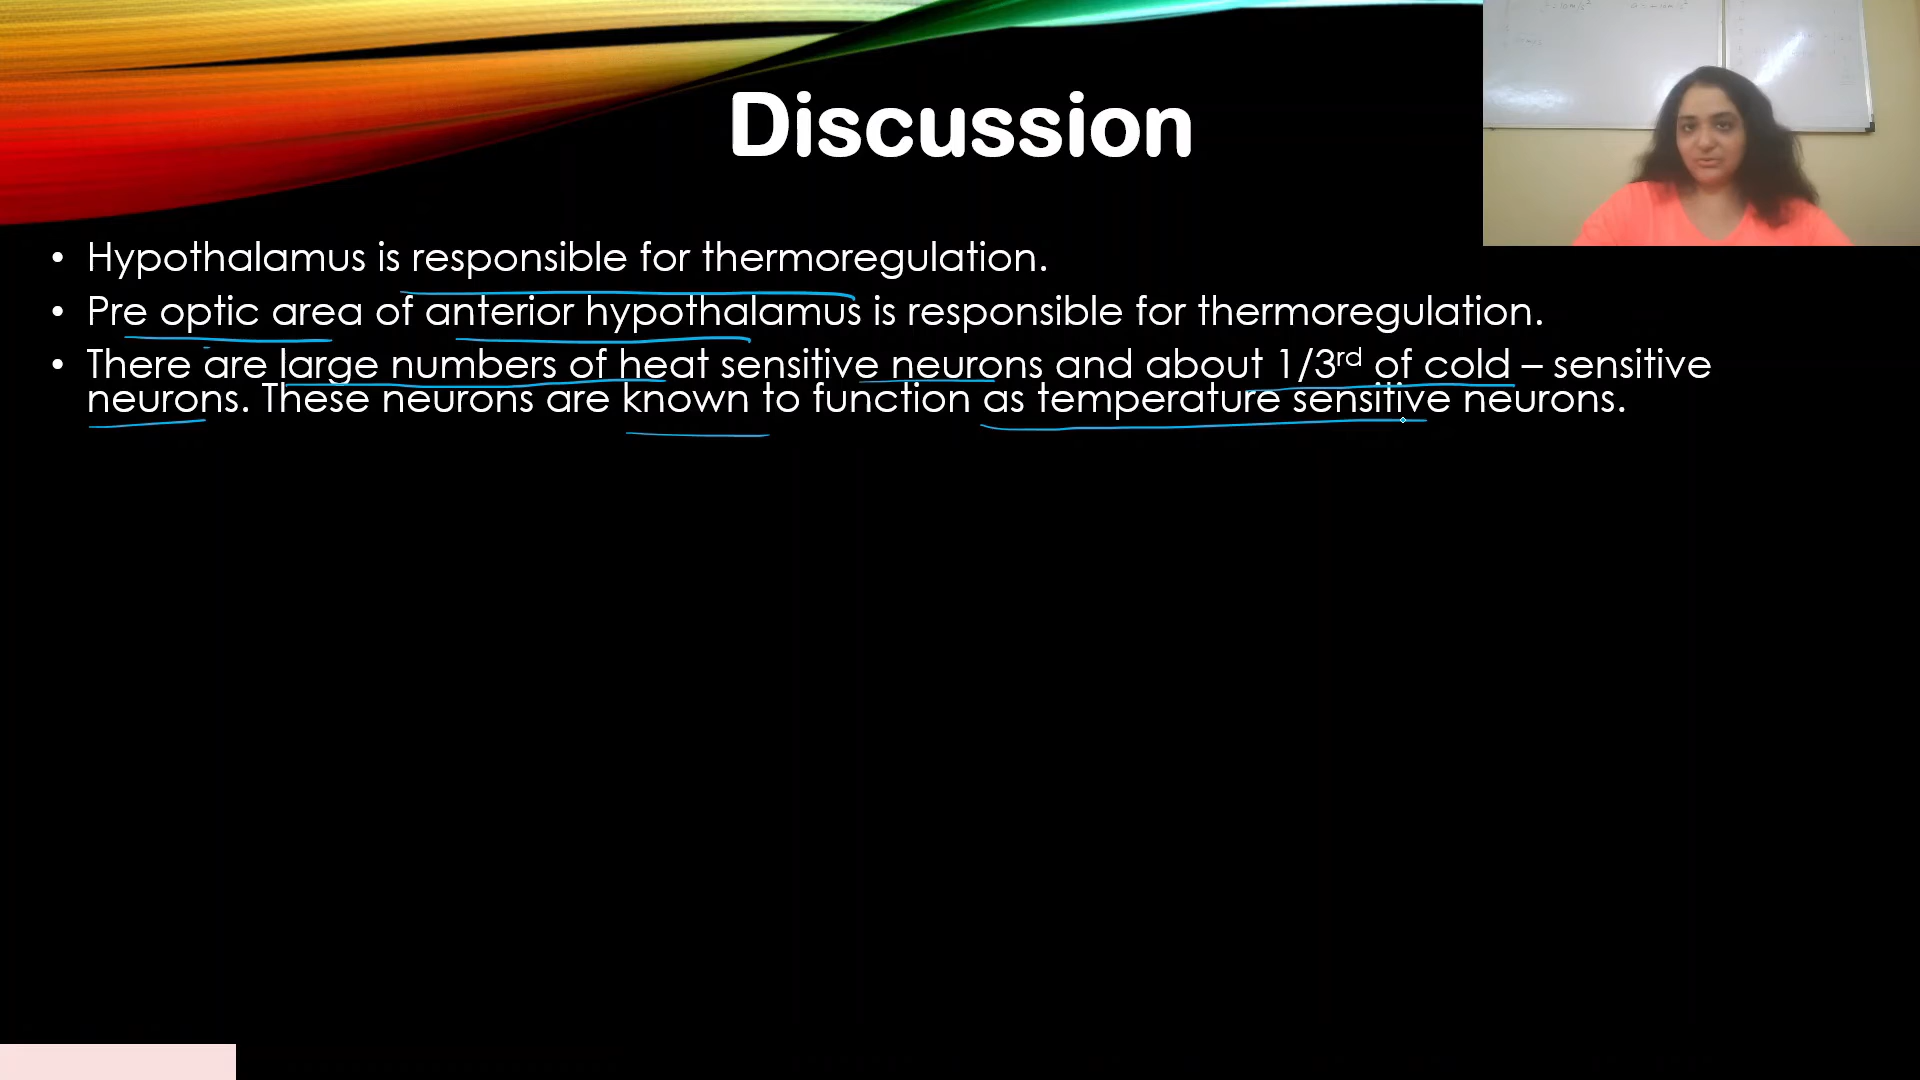 Discussion
• Hypothalamus is responsible for thermoregulation.
• Pre optic area of anterior hypothalamus is responsible for thermoregulation.
• There are large numbers of heat sensitive neurons and about 1/3rd of cold – sensitive
neurons. These neurons are known to function as temperature sensitive neurons.